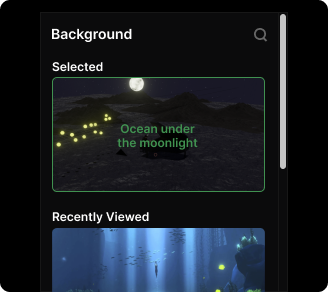 Background
Selected
Ocean under
the moonlight
Recently Viewed